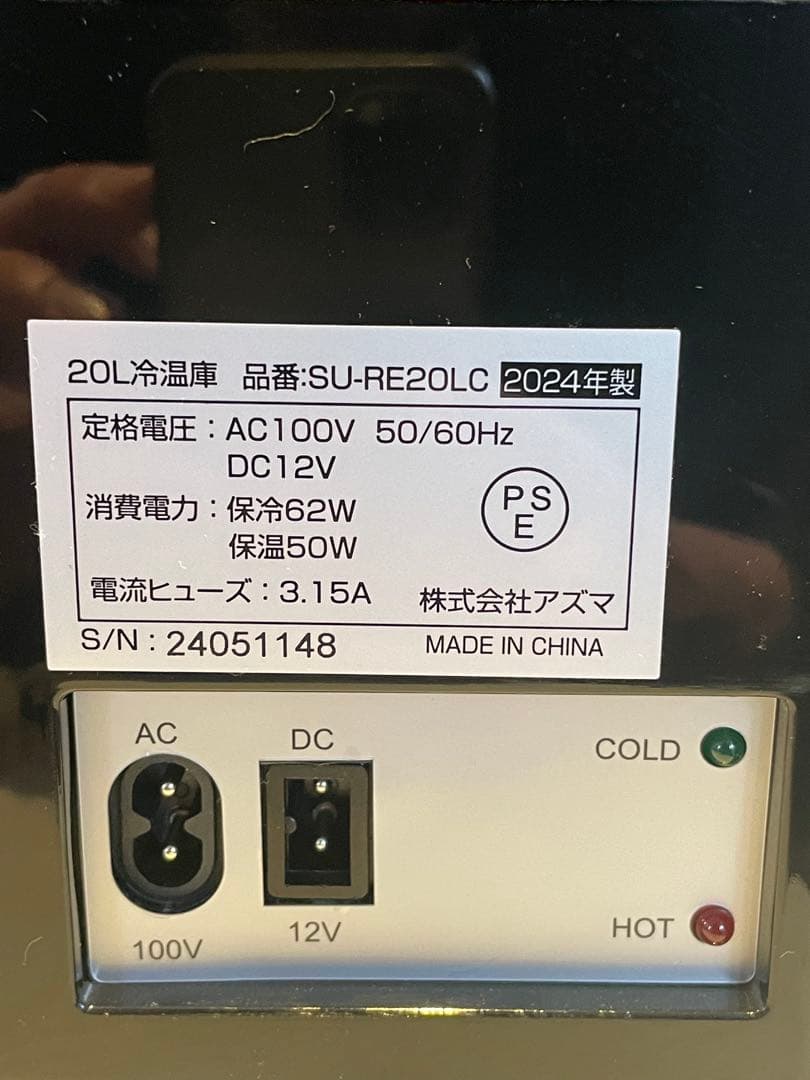 20L冷温庫 品番:SU-RE20LC 2024年製
定格電圧：AC100V 50/60Hz
DC12V
消費電力：保冷62W
保温50W
PSE
電流ヒューズ：3.15A 株式会社アズマ
S/N：24051148 MADE IN CHINA
AC DC COLD
100V 12V HOT